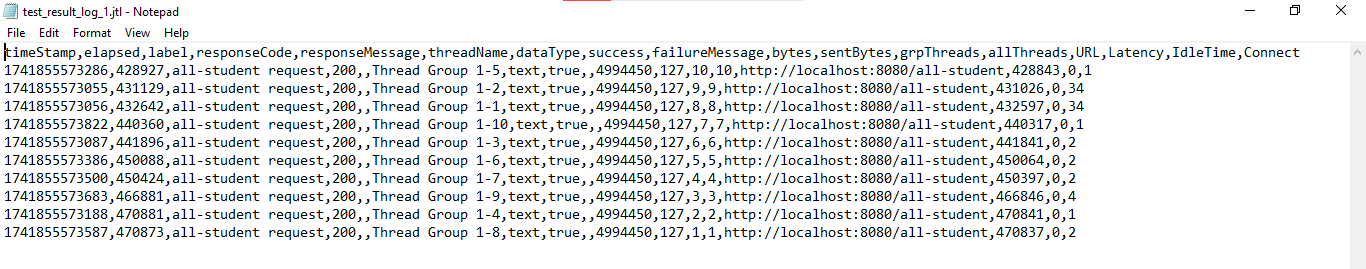 test_result_log_1.jtl - Notepad
File Edit Format View Help
timeStamp,elapsed,label,responseCode,responseMessage,threadName,dataType,success,failureMessage,bytes,sentBytes,grpThreads,allThreads,URL,Latency,IdleTime,Connect
1741855573286,428927,all-student request,200,,Thread Group 1-5,text,true,,4994450,127,10,10,http://localhost:8080/all-student,428843,0,1
1741855573055,431129,all-student request,200,,Thread Group 1-2,text,true,,4994450,127,9,9,http://localhost:8080/all-student,431026,0,34
1741855573056,432642,all-student request,200,,Thread Group 1-1,text,true,,4994450,127,8,8,http://localhost:8080/all-student,432597,0,34
1741855573822,440360,all-student request,200,,Thread Group 1-10,text,true,,4994450,127,7,7,http://localhost:8080/all-student,440317,0,1
1741855573087,441896,all-student request,200,,Thread Group 1-3,text,true,,4994450,127,6,6,http://localhost:8080/all-student,441841,0,2
1741855573386,450088,all-student request,200,,Thread Group 1-6,text,true,,4994450,127,5,5,http://localhost:8080/all-student,450064,0,2
1741855573500,450424,all-student request,200,,Thread Group 1-7,text,true,,4994450,127,4,4,http://localhost:8080/all-student,450397,0,2
1741855573683,466881,all-student request,200,,Thread Group 1-9,text,true,,4994450,127,3,3,http://localhost:8080/all-student,466846,0,4
1741855573188,470881,all-student request,200,,Thread Group 1-4,text,true,,4994450,127,2,2,http://localhost:8080/all-student,470841,0,1
1741855573587,470873,all-student request,200,,Thread Group 1-8,text,true,,4994450,127,1,1,http://localhost:8080/all-student,470837,0,2